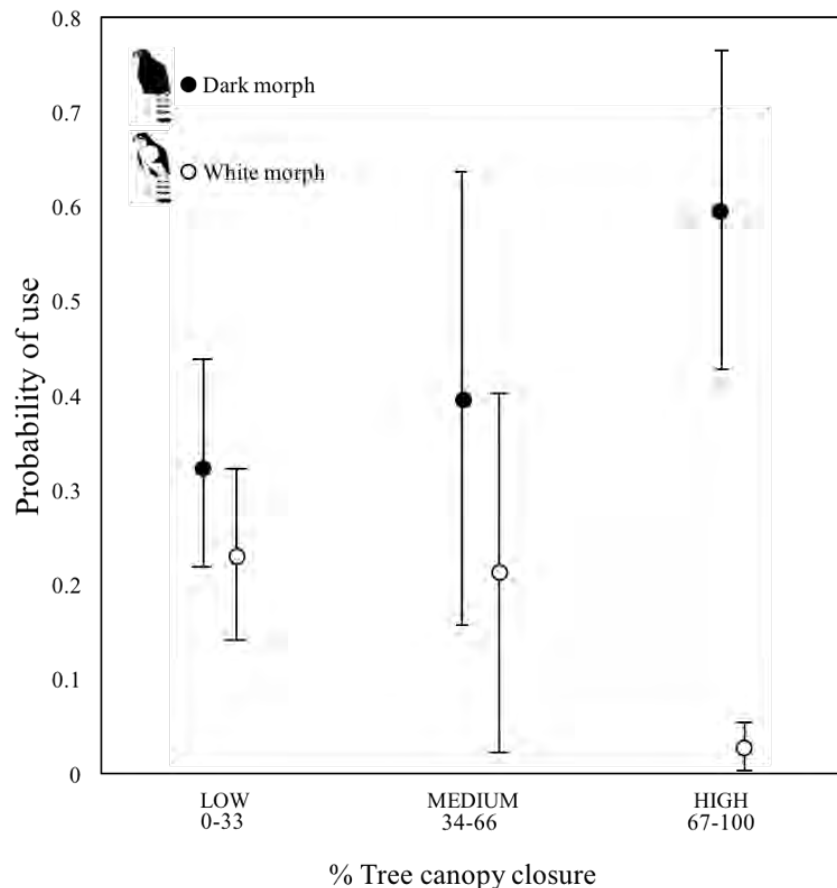 0.8
0.7
0.6
0.5
0.4
0.3
0.2
0.1
0
Probability of use
Dark morph
White morph
LOW
0-33
MEDIUM
34-66
HIGH
67-100
% Tree canopy closure